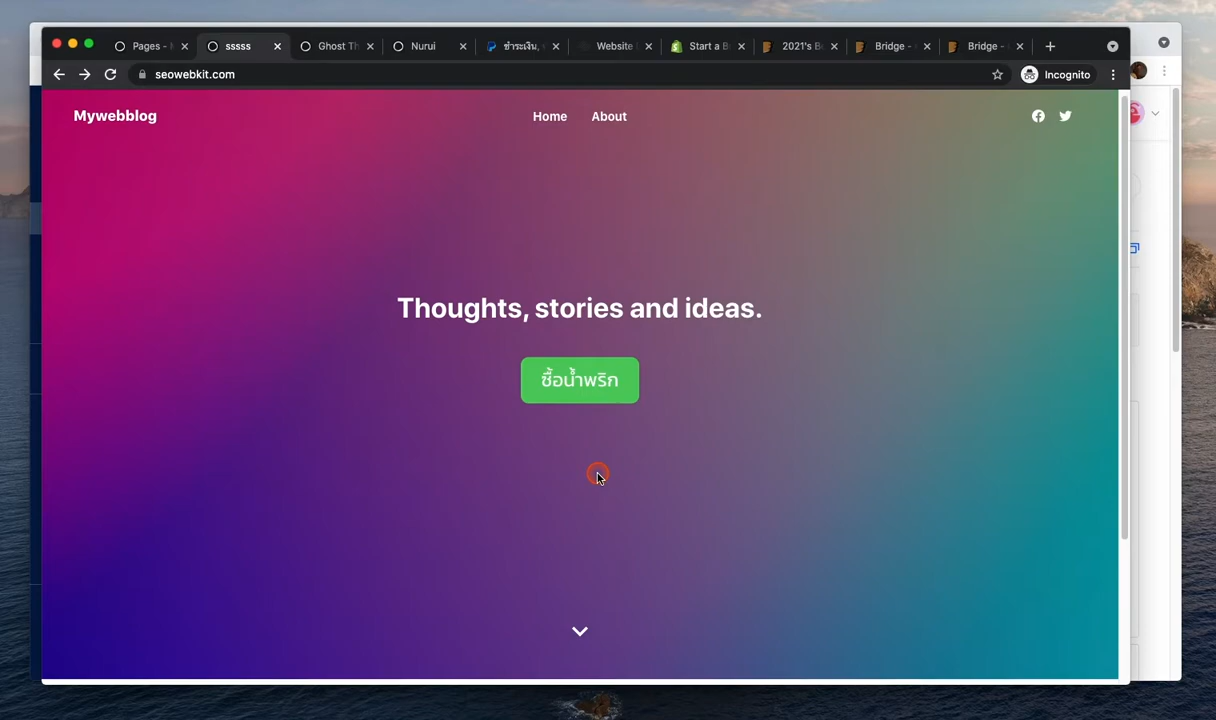 Pages - M
sssss
Ghost Th
Nurui
ชำระเงิน,
Website
Start a B
2021's B
Bridge -
Bridge -
seowebkit.com
Incognito
Mywebblog
Home
About
Thoughts, stories and ideas.
ซื้อน้ำพริก